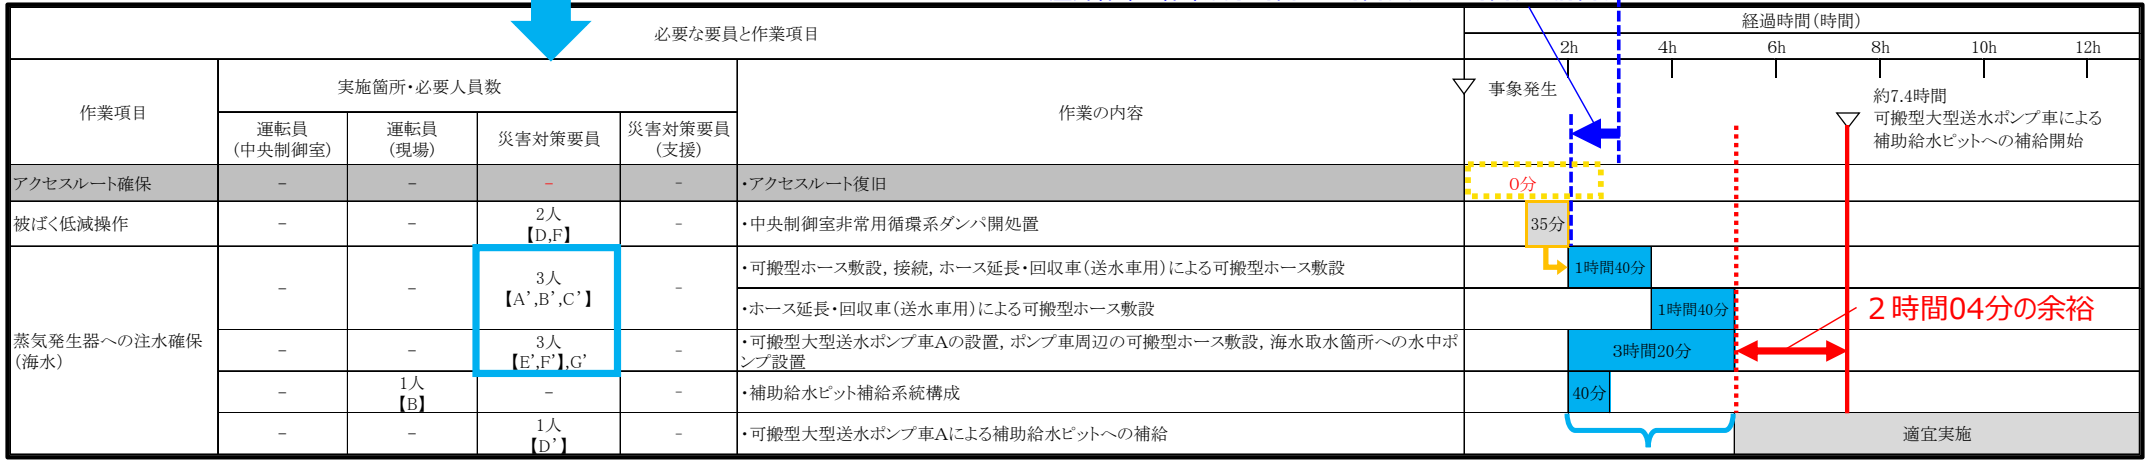 必要な要員と作業項目
経過時間(時間)
2h 4h 6h 8h 10h 12h
作業項目
実施箇所・必要人員数
作業の内容
運転員
(中央制御室)
運転員
(現場)
災害対策要員
災害対策要員
(支援)
事象発生
約7.4時間
可搬型大型送水ポンプ車による
補助給水ピットへの補給開始
アクセスルート確保
− − − −
・アクセスルート復旧
0分
被ばく低減操作
− −
2人
【D,F】
−
・中央制御室非常用循環系ダンパ開処置
35分
蒸気発生器への注水確保
(海水)
− −
3人
【A’,B’,C’】
−
・可搬型ホース敷設，接続，ホース延長・回収車(送水車用)による可搬型ホース敷設
1時間40分
・ホース延長・回収車(送水車用)による可搬型ホース敷設
1時間40分
2時間04分の余裕
− −
3人
【E’,F’】,G’
−
・可搬型大型送水ポンプ車Aの設置，ポンプ車周辺の可搬型ホース敷設，海水取水箇所への水中ポ
ンプ設置
3時間20分
−
1人
【B】
− −
・補助給水ピット補給系統構成
40分
− −
1人
【D’】
−
・可搬型大型送水ポンプ車Aによる補助給水ピットへの補給
適宜実施